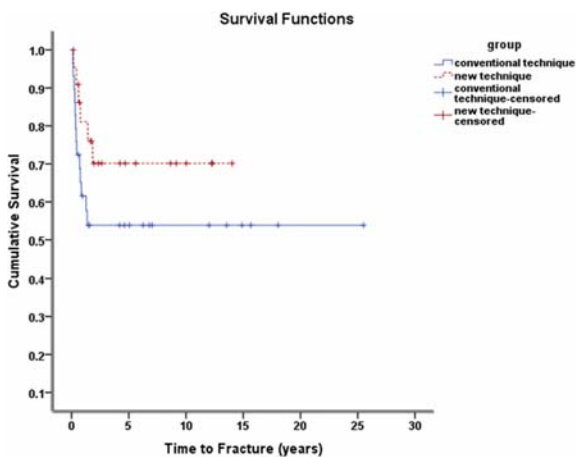 Survival Functions
group
conventional technique
new technique
conventional
technique-censored
new technique-
censored
Cumulative Survival
1.0
0.9
0.8
0.7
0.6
0.5
0.4
0.3
0.2
0.1
0 5 10 15 20 25 30
Time to Fracture (years)